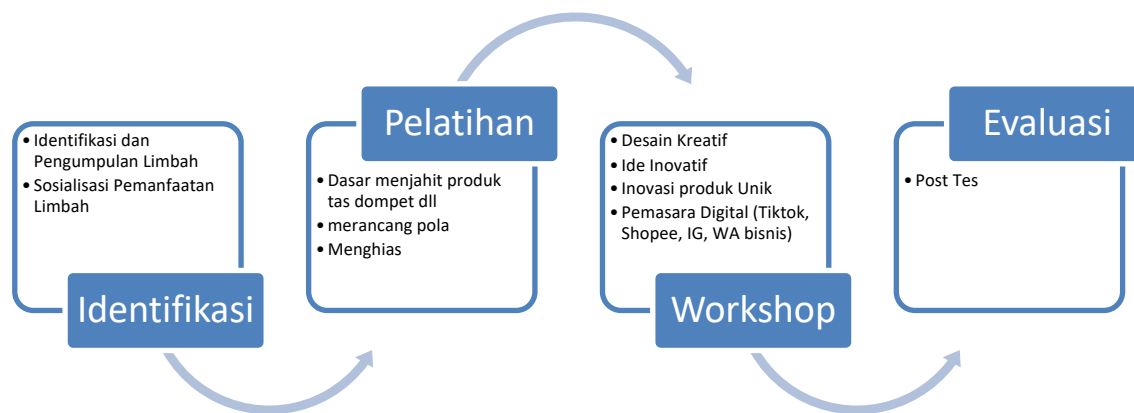 Identifikasi
• Identifikasi dan
Pengumpulan Limbah
• Sosialisasi Pemanfaatan
Limbah
Pelatihan
• Dasar menjahit produk
tas dompet dll
• merancang pola
• Menghias
Workshop
• Desain Kreatif
• Ide Inovatif
• Inovasi produk Unik
• Pemasara Digital (Tiktok,
Shopee, IG, WA bisnis)
Evaluasi
• Post Tes